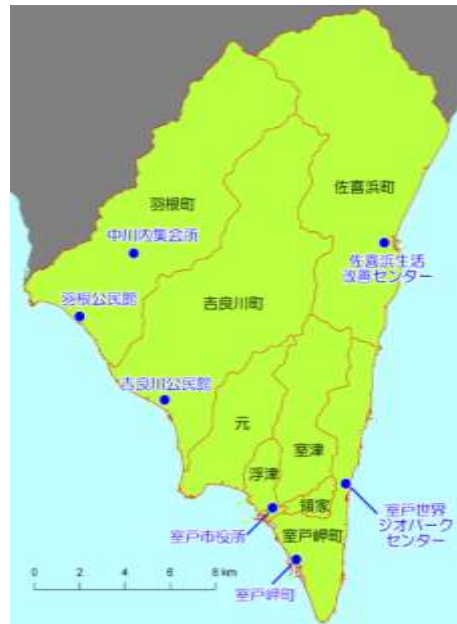 佐喜浜町
羽根町
中川内集会所
佐喜浜生活
改善センター
羽根公民館
吉良川町
吉良川公民館
元
室津
浮津
領家
室戸世界
ジオパーク
センター
室戸市役所
室戸岬町
室戸岬町
0 2 4 6 8 km